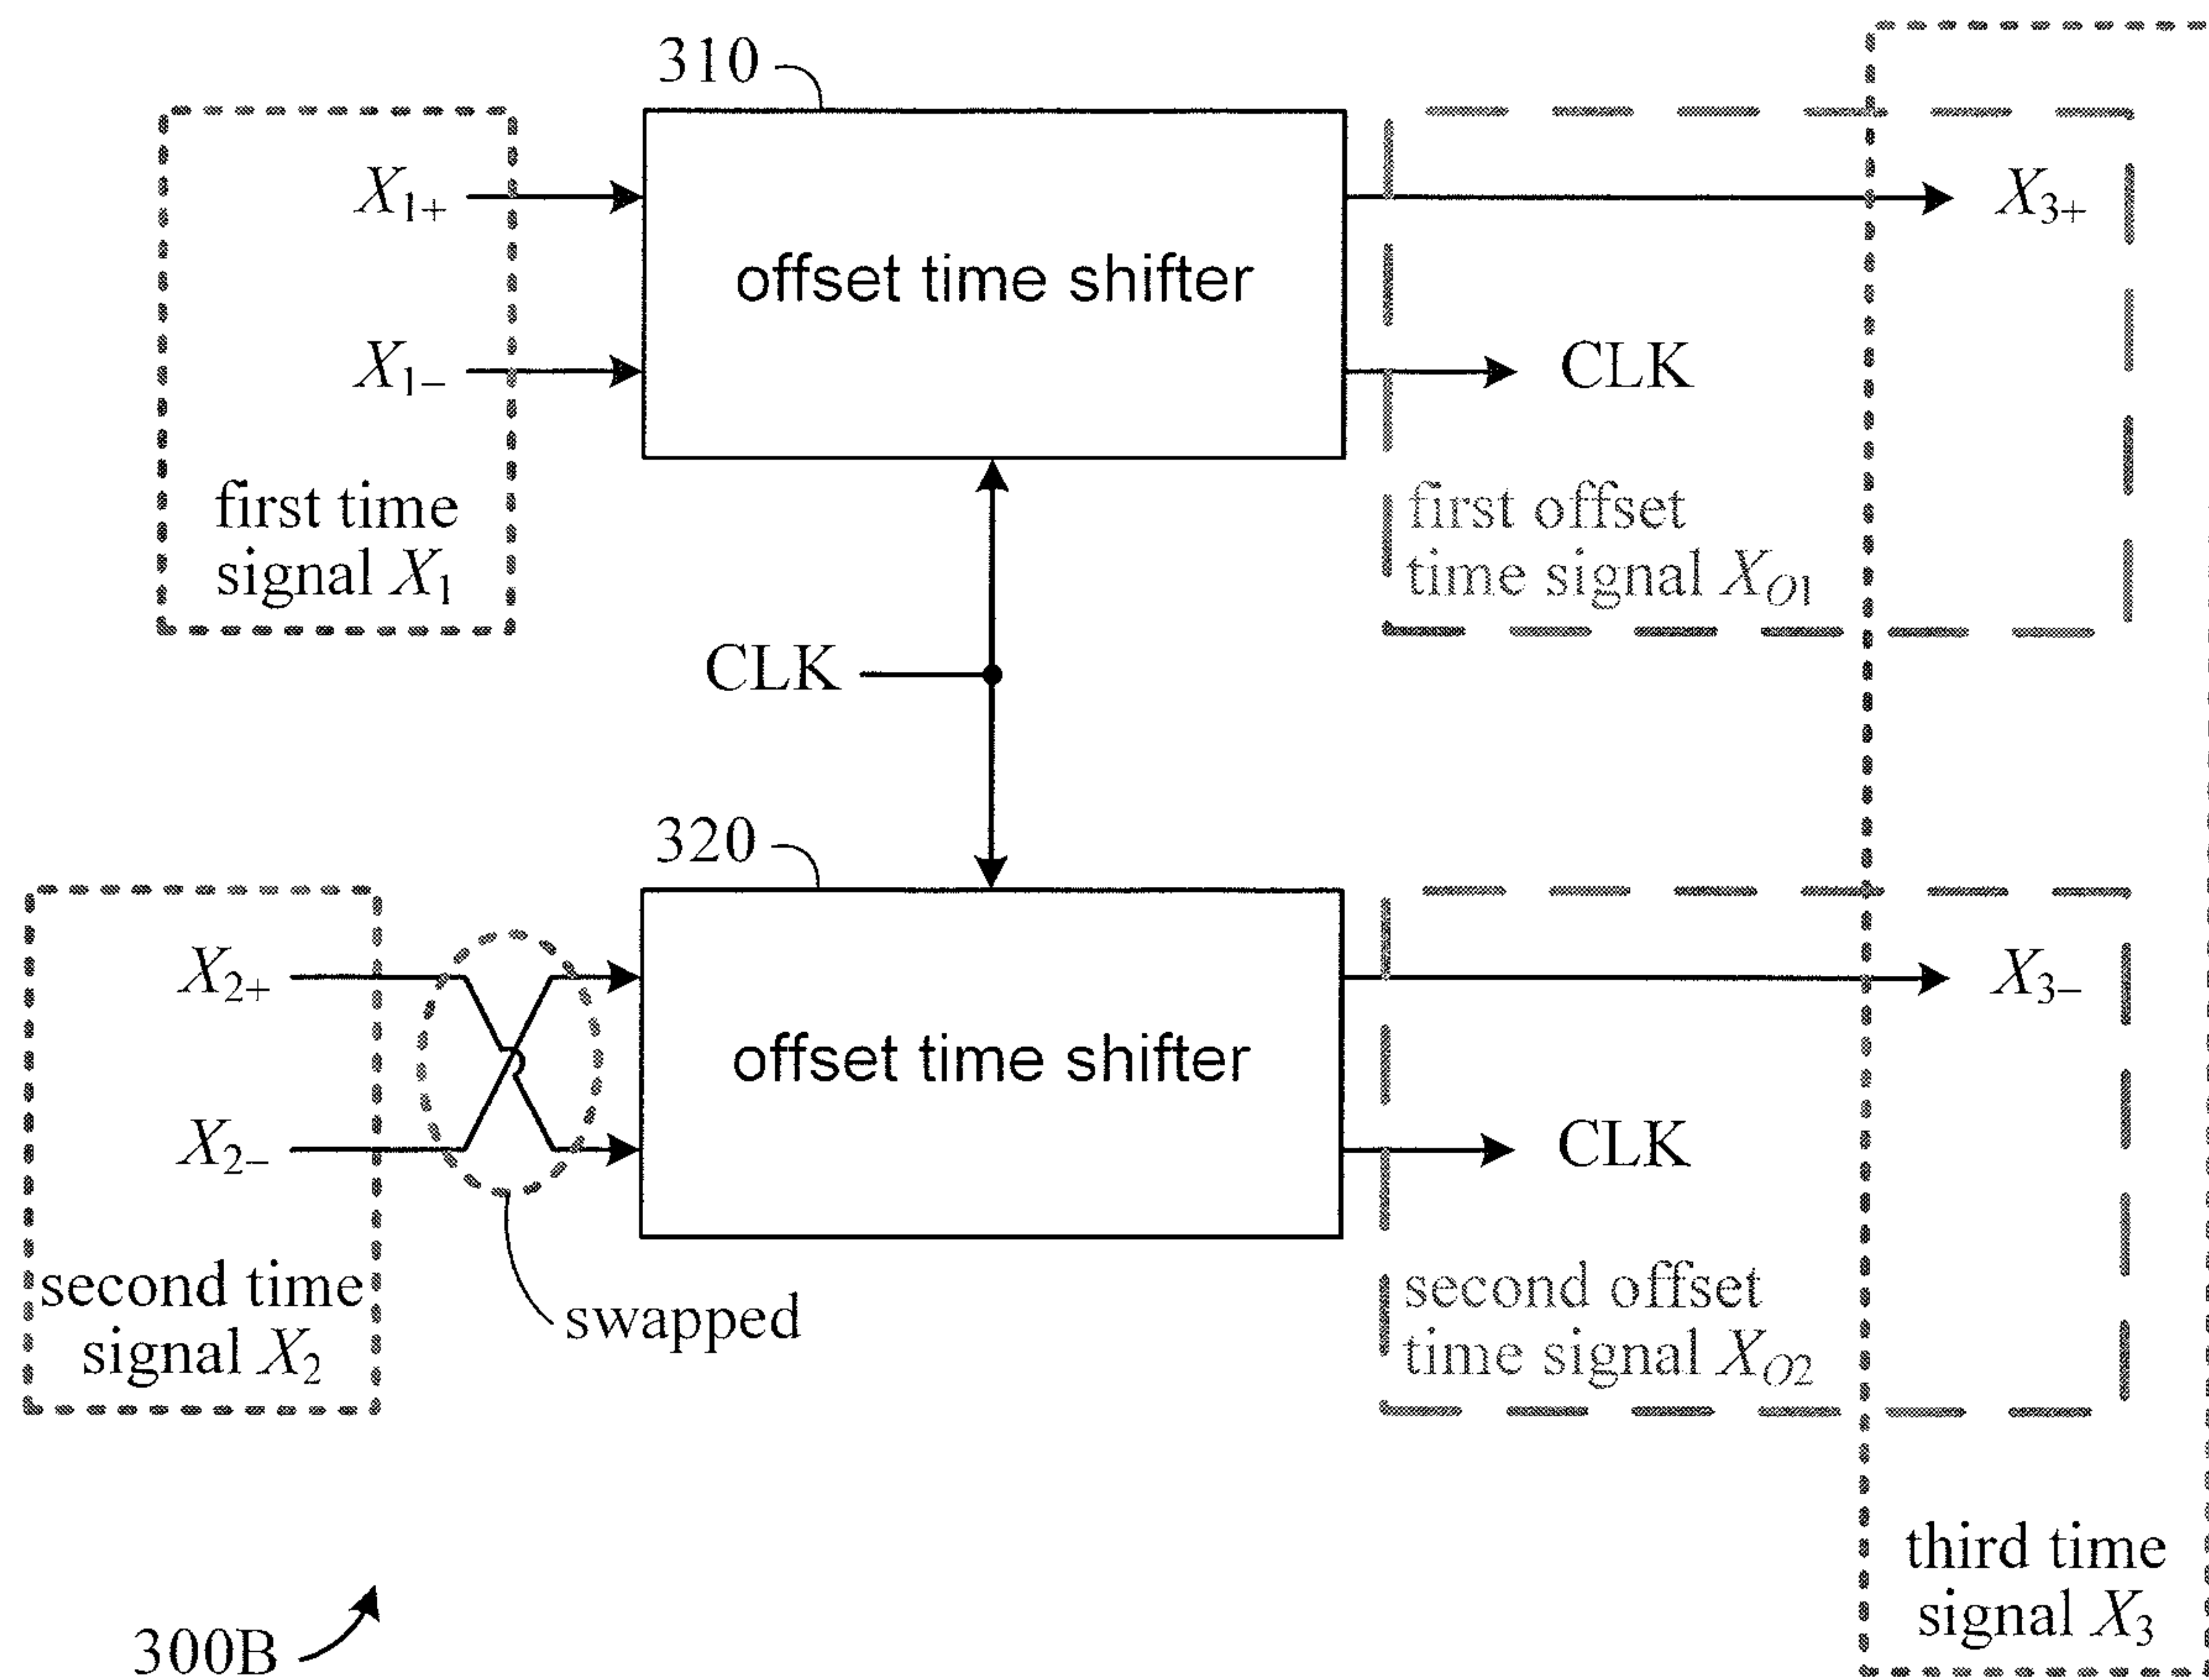 310
X1+
offset time shifter
X3+
X1−
CLK
first time
signal X1
first offset
time signal XO1
CLK
320
X2+
offset time shifter
X3−
X2−
CLK
second time
signal X2
swapped
second offset
time signal XO2
third time
signal X3
300B